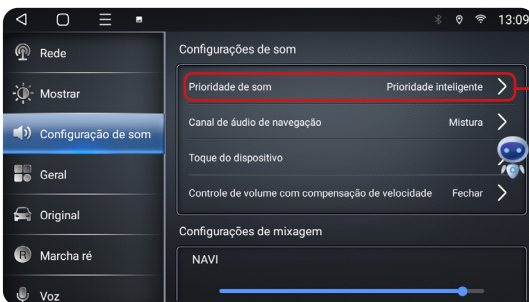 13:09
Rede
Mostrar
Configuração de som
Geral
Original
R Marcha ré
Voz
Configurações de som
Prioridade de som Prioridade inteligente
Canal de áudio de navegação Mistura
Toque do dispositivo
Controle de volume com compensação de velocidade Fechar
Configurações de mixagem
NAVI